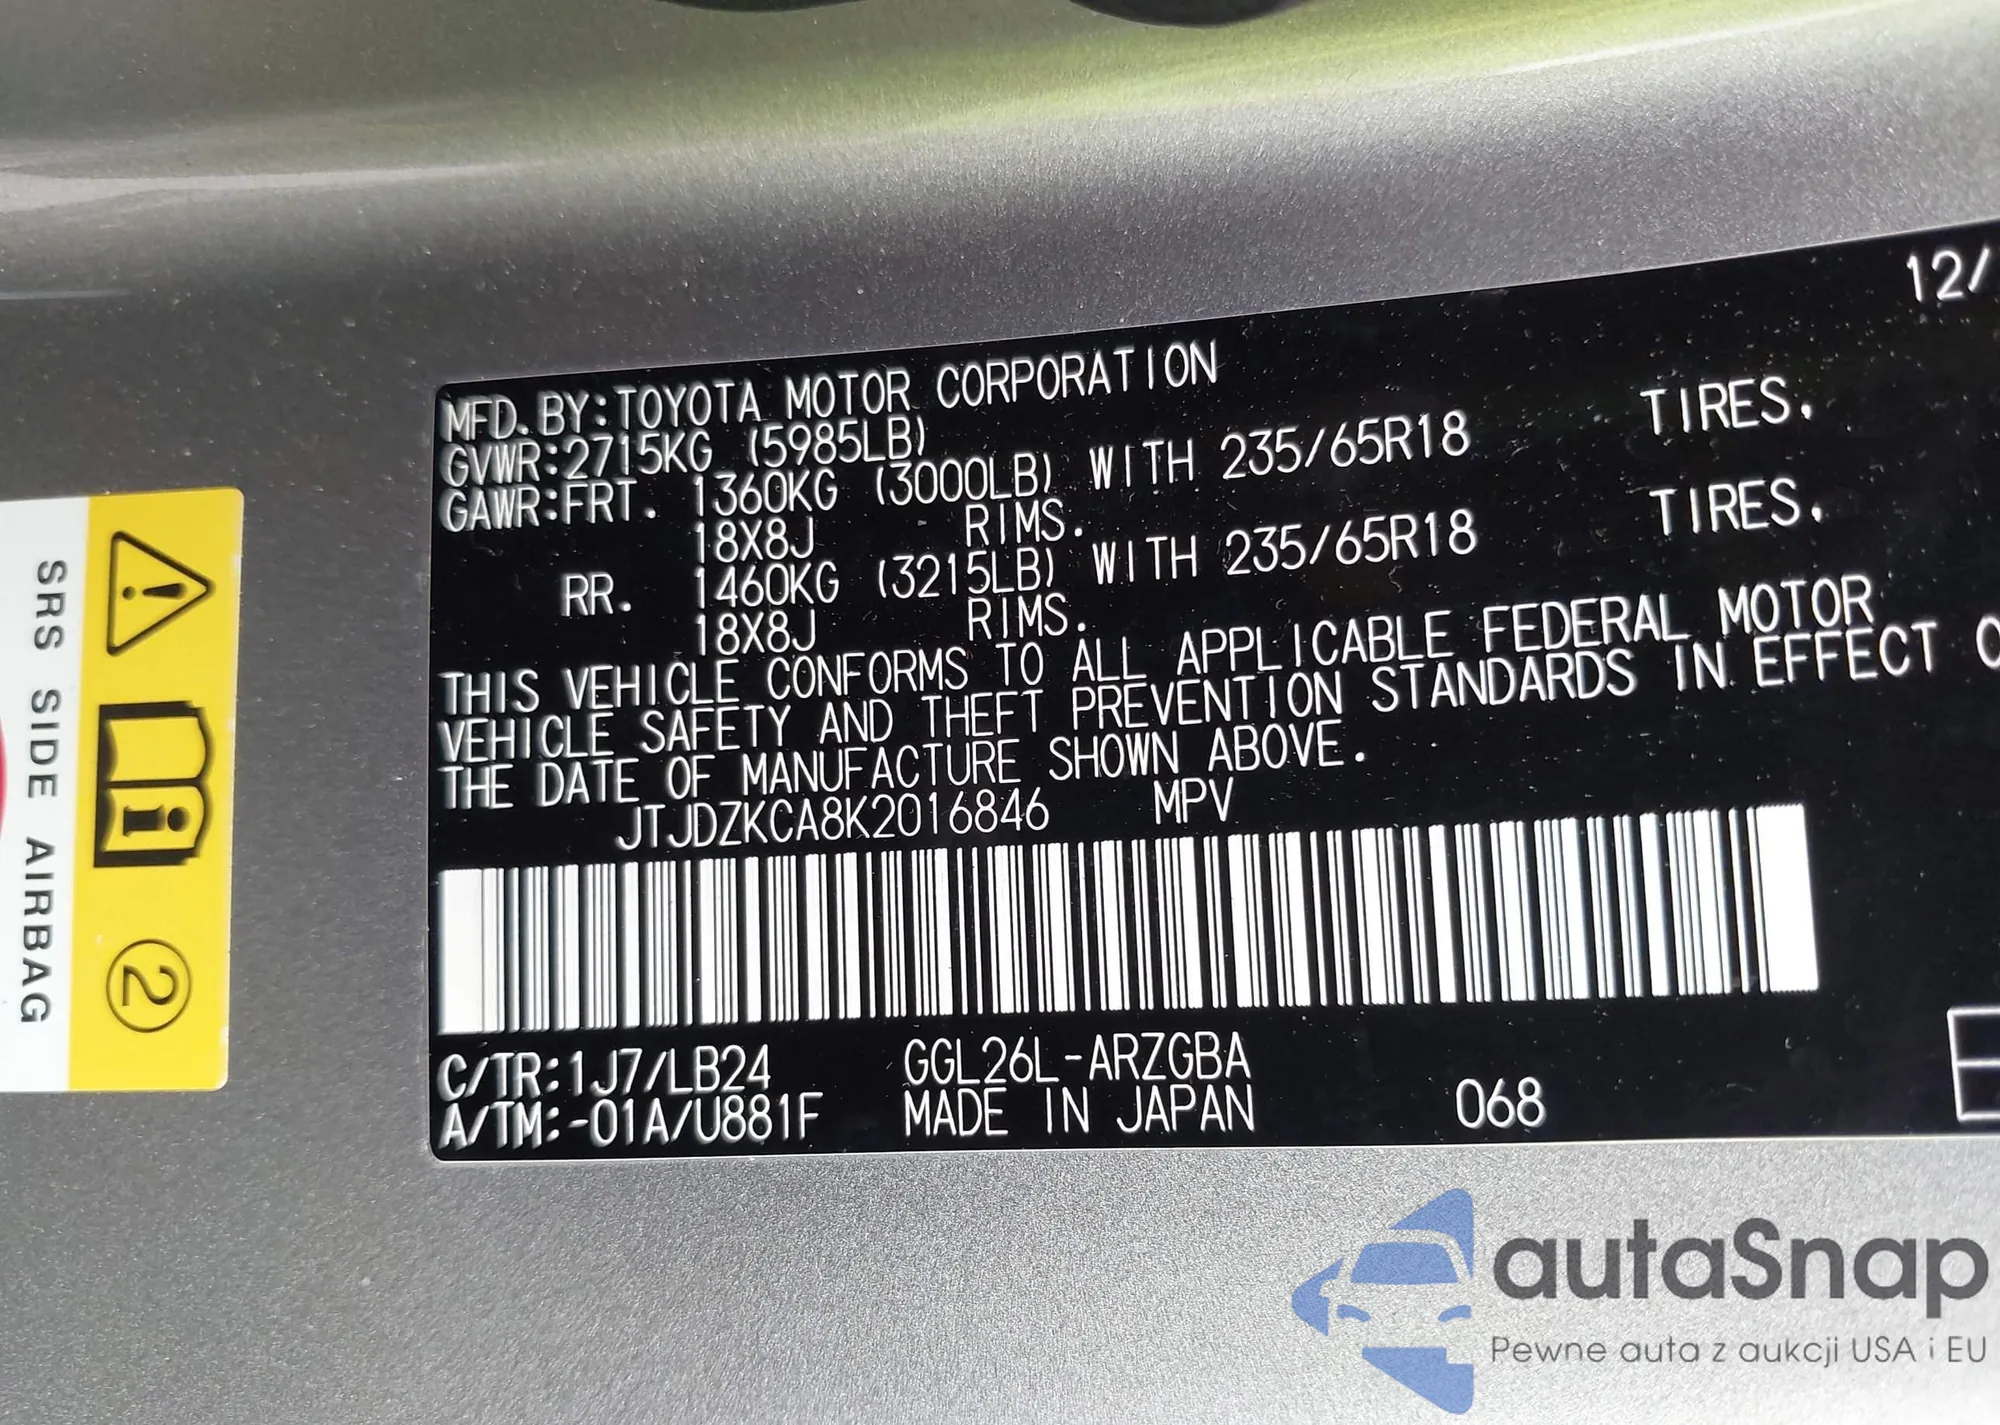 12/
MFD. BY:TOYOTA MOTOR CORPORATION
GVWR:2715KG (5985LB)
GAWR:FRT. 1360KG (3000LB) WITH 235/65R18 TIRES.
18X8J RIMS.
RR. 1460KG (3215LB) WITH 235/65R18 TIRES.
18X8J RIMS.
THIS VEHICLE CONFORMS TO ALL APPLICABLE FEDERAL MOTOR
VEHICLE SAFETY AND THEFT PREVENTION STANDARDS IN EFFECT O
THE DATE OF MANUFACTURE SHOWN ABOVE.
JTJDZKCA8K2016846 MPV
C/TR:1J7/LB24 GGL26L-ARZGBA
A/TM:-01A/U881F MADE IN JAPAN 068
SRS SIDE AIRBAG
2
autaSnap
Pewne auta z aukcji USA i EU